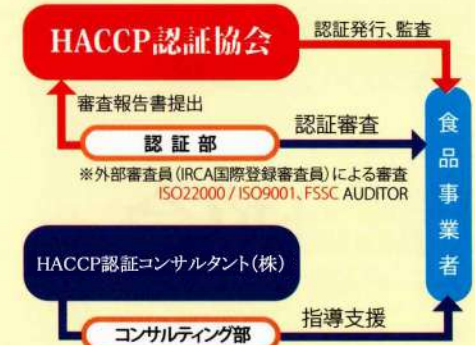 HACCP認証協会
認証発行、監査
審査報告書提出
認証部
認証審査
※外部審査員(IRCA国際登録審査員)による審査
ISO22000 / ISO9001、FSSC AUDITOR
食品事業者
HACCP認証コンサルタント(株)
コンサルティング部
指導支援